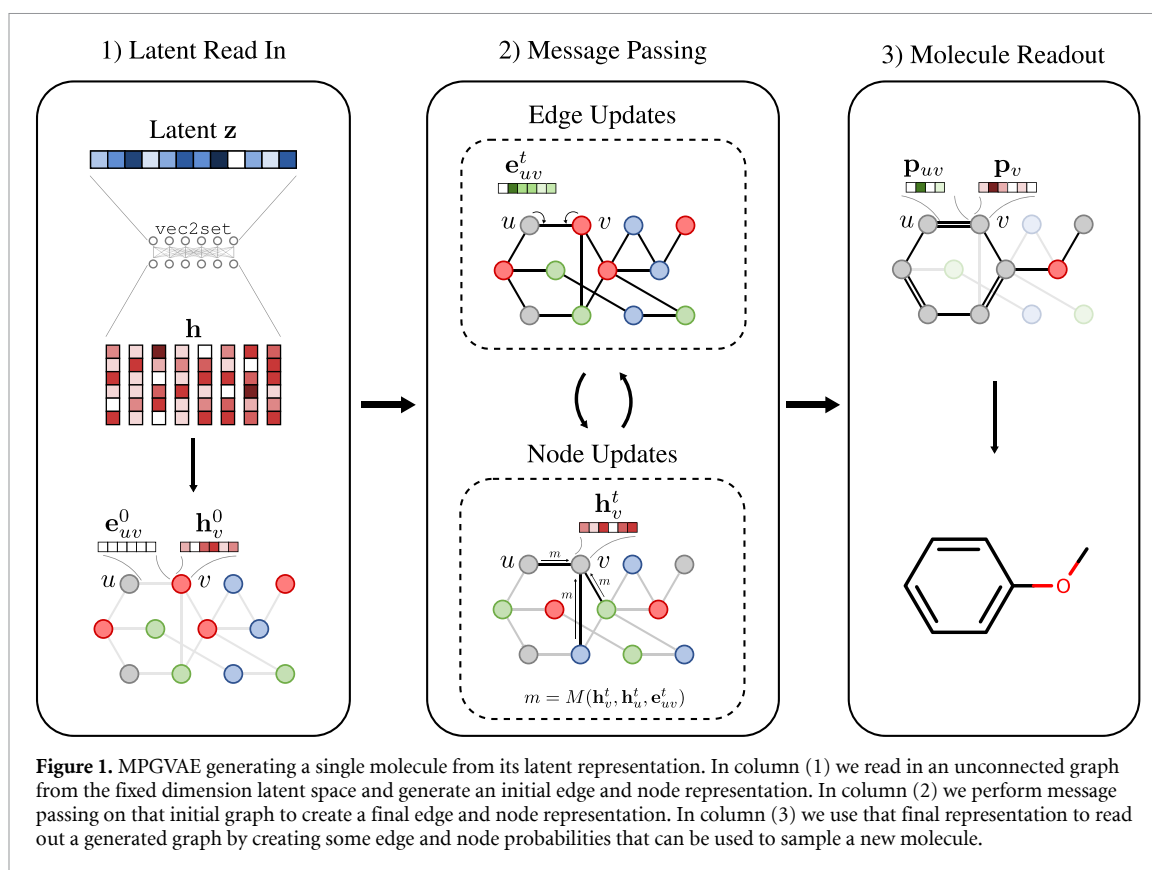 1) Latent Read In
Latent z
vec2set
h
e⁰ᵤᵥ h⁰ᵥ
u v
2) Message Passing
Edge Updates
eᵗᵤᵥ
u v
Node Updates
hᵗᵥ
u m v
m m
m = M(hᵗᵥ, hᵗᵤ, eᵗᵤᵥ)
3) Molecule Readout
pᵤᵥ pᵥ
u v
O
Figure 1. MPGVAE generating a single molecule from its latent representation. In column (1) we read in an unconnected graph
from the fixed dimension latent space and generate an initial edge and node representation. In column (2) we perform message
passing on that initial graph to create a final edge and node representation. In column (3) we use that final representation to read
out a generated graph by creating some edge and node probabilities that can be used to sample a new molecule.